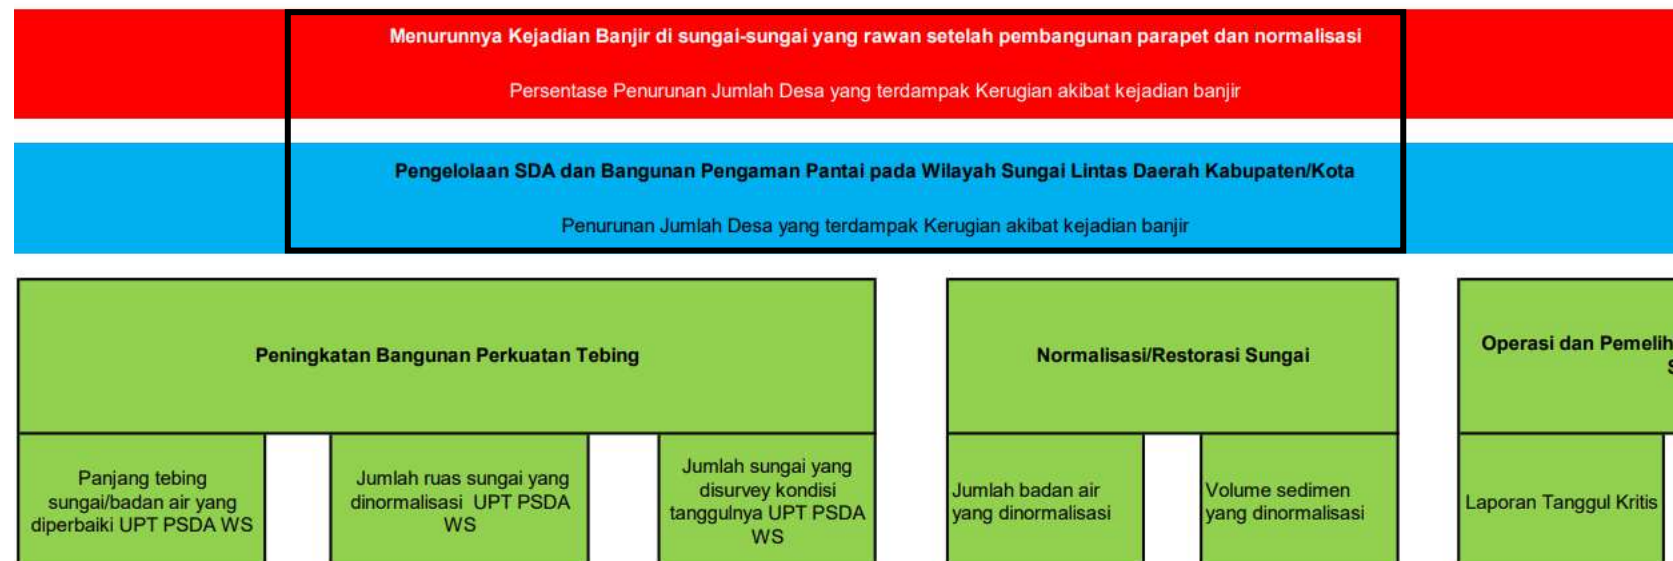 Menurunnya Kejadian Banjir di sungai-sungai yang rawan setelah pembangunan parapet dan normalisasi
Persentase Penurunan Jumlah Desa yang terdampak Kerugian akibat kejadian banjir
Pengelolaan SDA dan Bangunan Pengaman Pantai pada Wilayah Sungai Lintas Daerah Kabupaten/Kota
Penurunan Jumlah Desa yang terdampak Kerugian akibat kejadian banjir
Peningkatan Bangunan Perkuatan Tebing
Panjang tebing
sungai/badan air yang
diperbaiki UPT PSDA WS
Jumlah ruas sungai yang
dinormalisasi UPT PSDA
WS
Jumlah sungai yang
disurvey kondisi
tanggulnya UPT PSDA
WS
Normalisasi/Restorasi Sungai
Jumlah badan air
yang dinormalisasi
Volume sedimen
yang dinormalisasi
Operasi dan Pemelih
S
Laporan Tanggul Kritis